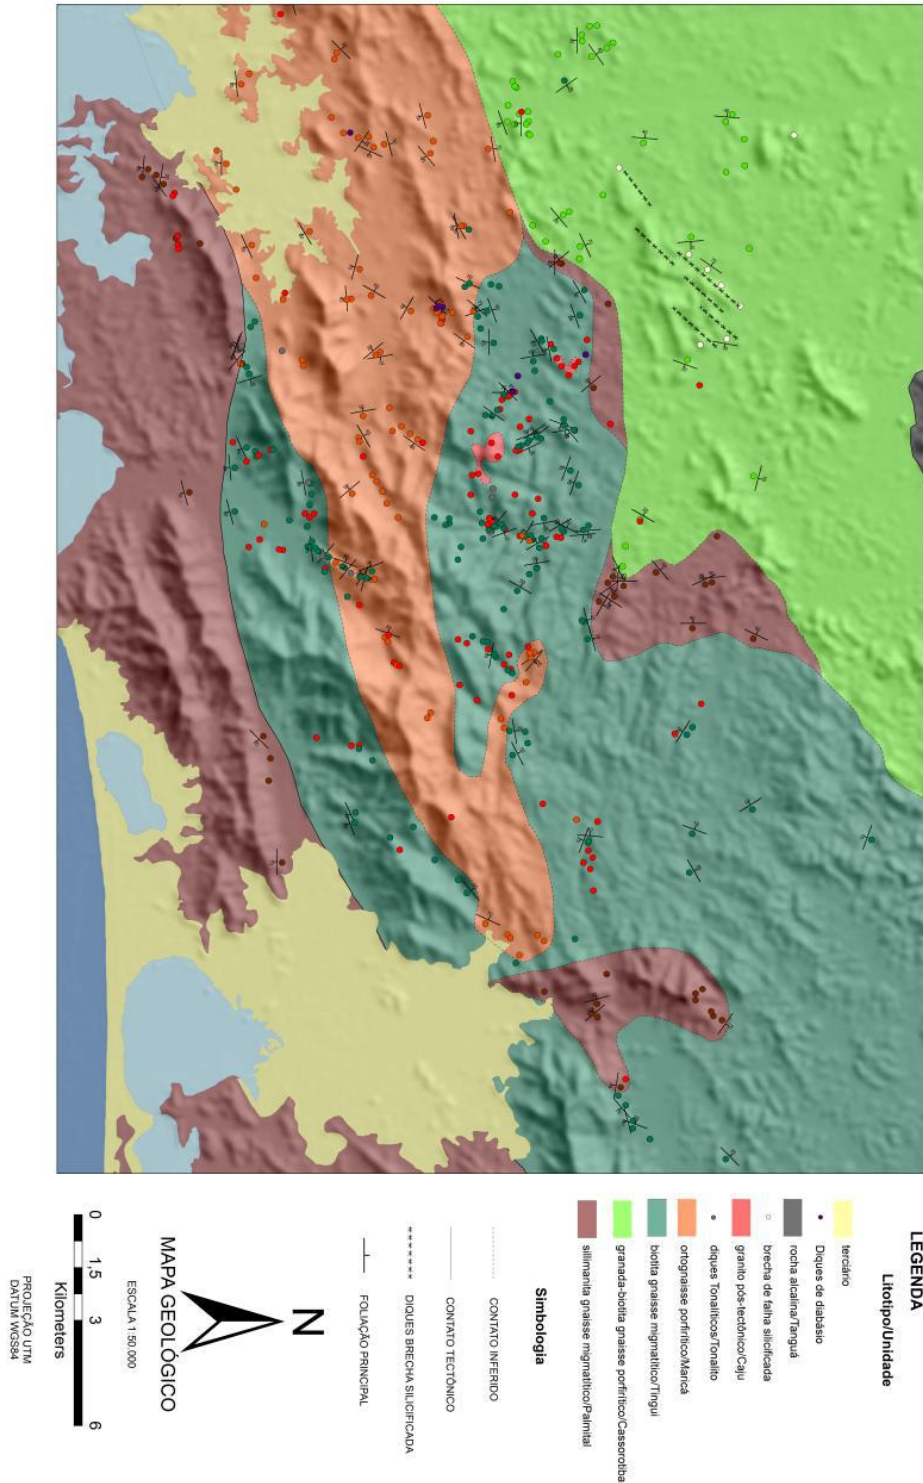 LEGENDA
Litotipo/Unidade
terciário
Diques de diabásio
rocha alcalina/Tanguá
brecha de falha silicificada
granito pós-tectônico/Caju
diques Tonalíticos/Tonalito
ortognaisse porfirítico/Maricá
biotita gnaisse migmatítico/Tingui
granada-biotita gnaisse porfirítico/Cassorotiba
sillimanita gnaisse migmatítico/Palmital
Simbologia
CONTATO INFERIDO
CONTATO TECTÔNICO
DIQUES BRECHA SILICIFICADA
FOLIAÇÃO PRINCIPAL
N
MAPA GEOLÓGICO
ESCALA 1:50.000
0 1,5 3 6
Kilometers
PROJEÇÃO UTM
DATUM WGS84